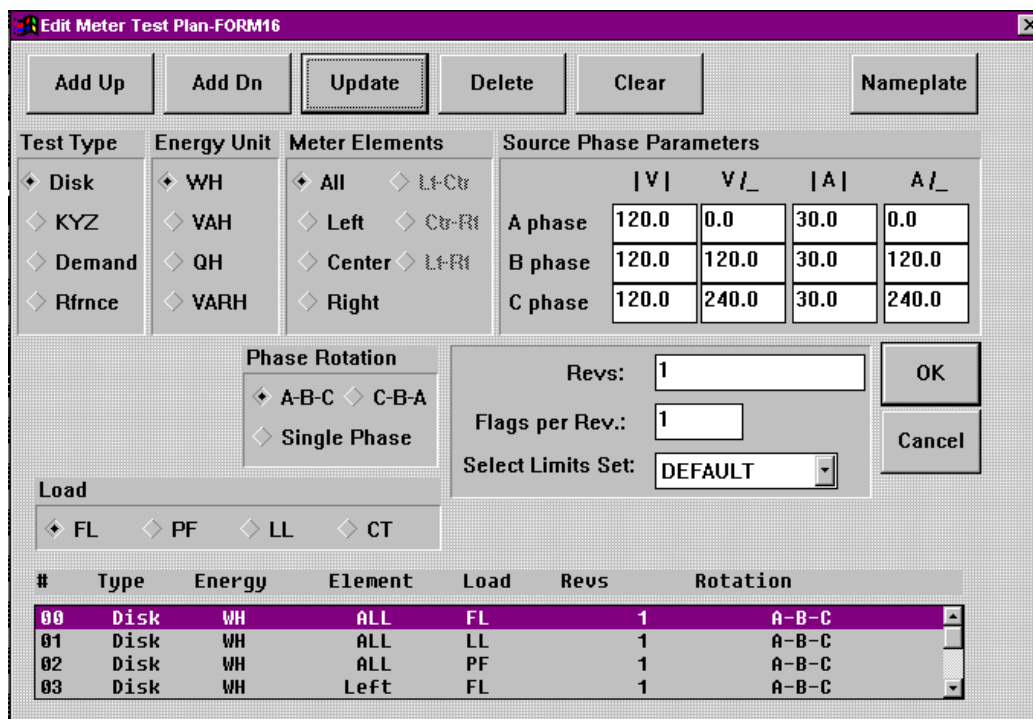 Edit Meter Test Plan-FORM16
Add Up Add Dn Update Delete Clear Nameplate
Test Type Energy Unit Meter Elements Source Phase Parameters
Disk WH All Lt-Ctr |V| V/_ |A| A/_
KYZ VAH Left Ctr-Rt A phase 120.0 0.0 30.0 0.0
Demand QH Center Lt-Rt B phase 120.0 120.0 30.0 120.0
Rfrnce VARH Right C phase 120.0 240.0 30.0 240.0
Phase Rotation
A-B-C C-B-A
Single Phase
Revs: 1
Flags per Rev.: 1
Select Limits Set: DEFAULT
OK
Cancel
Load
FL PF LL CT
# Type Energy Element Load Revs Rotation
00 Disk WH ALL FL 1 A-B-C
01 Disk WH ALL LL 1 A-B-C
02 Disk WH ALL PF 1 A-B-C
03 Disk WH Left FL 1 A-B-C